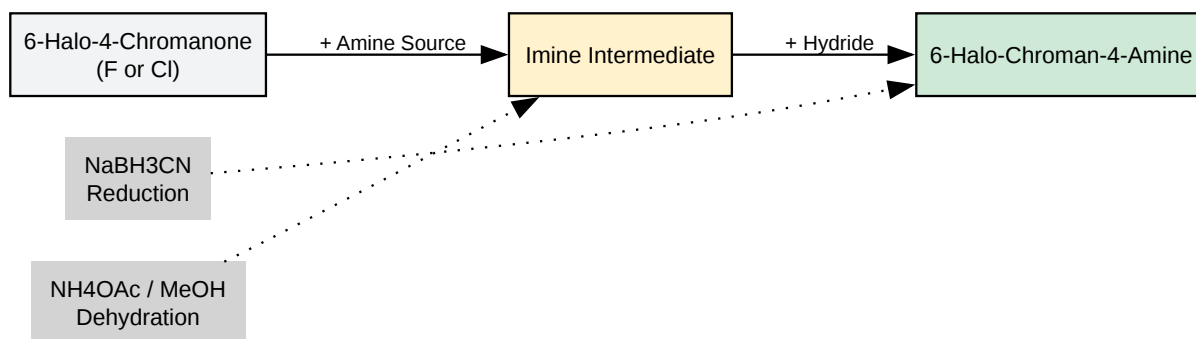 6-Halo-4-Chromanone
(F or Cl)
+ Amine Source
Imine Intermediate
+ Hydride
6-Halo-Chroman-4-Amine
NaBH3CN
Reduction
NH4OAc / MeOH
Dehydration